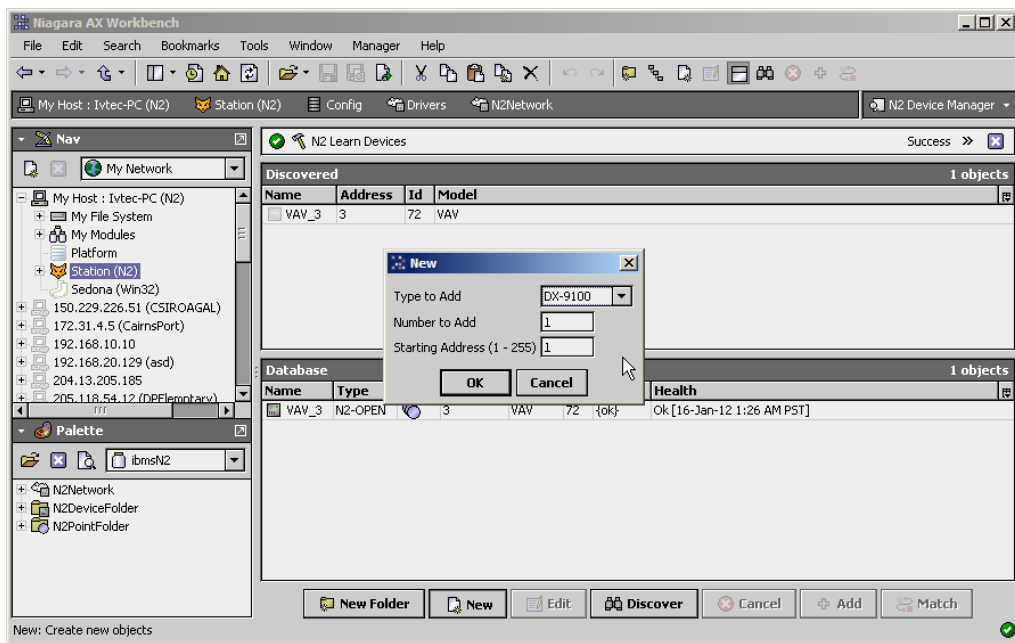 Niagara AX Workbench
File Edit Search Bookmarks Tools Window Manager Help
My Host : Ivtec-PC (N2) Station (N2) Config Drivers N2Network N2 Device Manager
Nav
My Network
My Host : Ivtec-PC (N2)
My File System
My Modules
Platform
Station (N2)
Sedona (Win32)
150.229.226.51 (CSIROAGAL)
172.31.4.5 (CairnsPort)
192.168.10.10
192.168.20.129 (asd)
204.13.205.185
205.118.54.12 (DPElemptary)
Palette
ibmsN2
N2Network
N2DeviceFolder
N2PointFolder
N2 Learn Devices Success »
Discovered 1 objects
Name Address Id Model
VAV_3 3 72 VAV
New
Type to Add DX-9100
Number to Add 1
Starting Address (1 - 255) 1
OK Cancel
Database 1 objects
Name Type Health
VAV_3 N2-OPEN 3 VAV 72 {ok} Ok [16-Jan-12 1:26 AM PST]
New Folder New Edit Discover Cancel Add Match
New: Create new objects